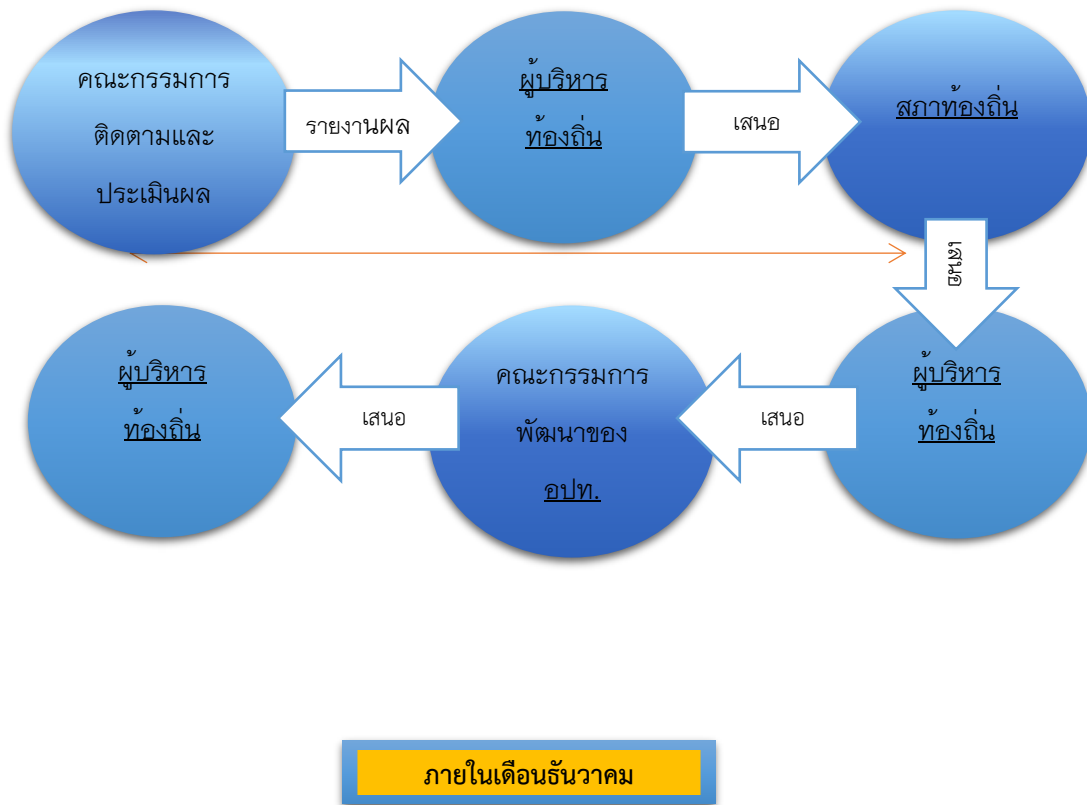 คณะกรรมการ
ติดตามและ
ประเมินผล
รายงานผล
ผู้บริหาร
ท้องถิ่น
เสนอ
สภาท้องถิ่น
เสนอ
ผู้บริหาร
ท้องถิ่น
เสนอ
คณะกรรมการ
พัฒนาของ
อปท.
เสนอ
ผู้บริหาร
ท้องถิ่น
ภายในเดือนธันวาคม